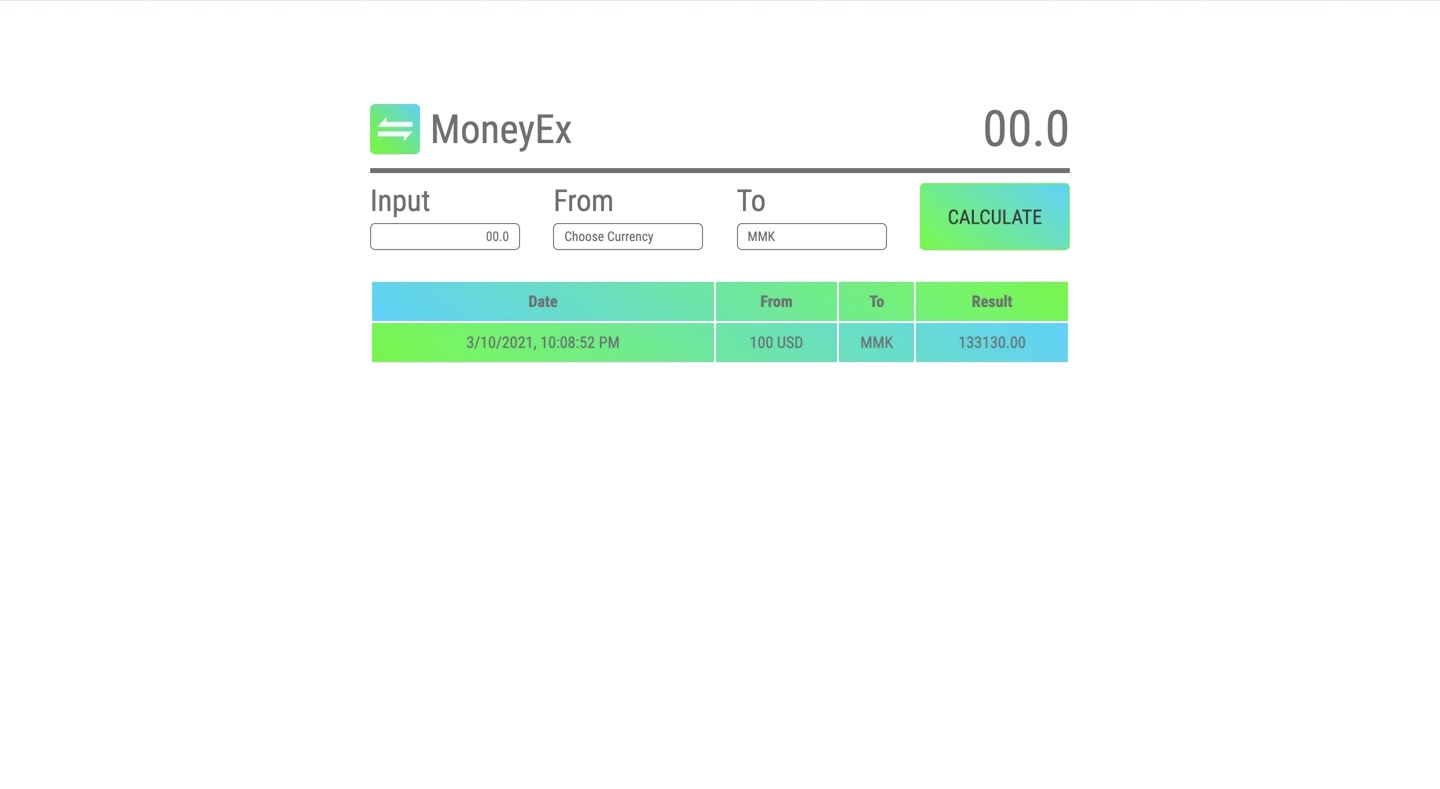 MoneyEx 00.0
Input From To CALCULATE
00.0 Choose Currency MMK
Date From To Result
3/10/2021, 10:08:52 PM 100 USD MMK 133130.00